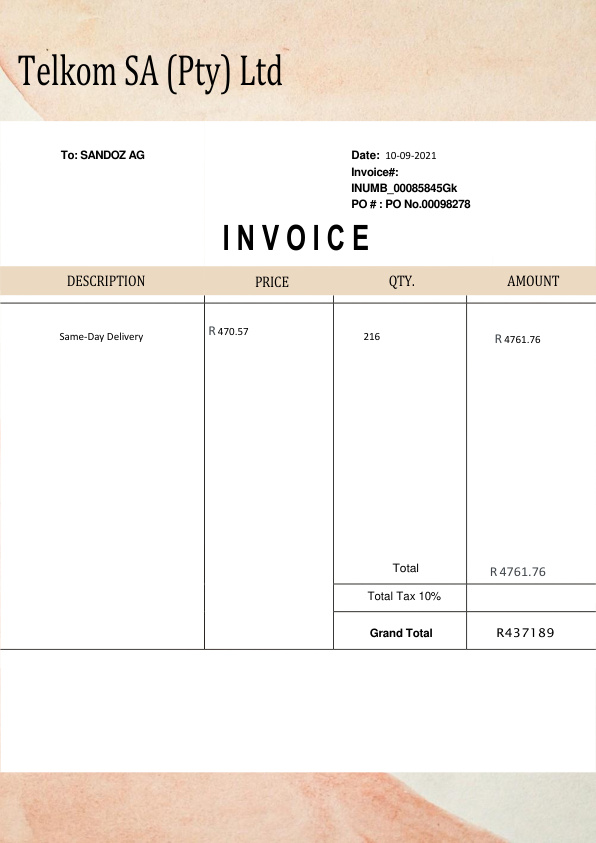 Telkom SA (Pty) Ltd
To: SANDOZ AG
Date: 10-09-2021
Invoice#:
INUMB_00085845Gk
PO # : PO No.00098278
INVOICE
DESCRIPTION PRICE QTY. AMOUNT
Same-Day Delivery R 470.57 216 R 4761.76
Total R 4761.76
Total Tax 10%
Grand Total R437189